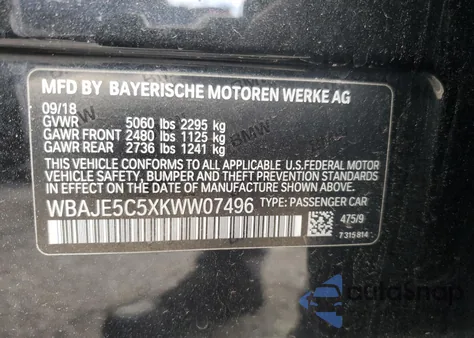 MFD BY BAYERISCHE MOTOREN WERKE AG
09/18
GVWR 5060 lbs 2295 kg
GAWR FRONT 2480 lbs 1125 kg
GAWR REAR 2736 lbs 1241 kg
THIS VEHICLE CONFORMS TO ALL APPLICABLE U.S.FEDERAL MOTOR
VEHICLE SAFETY, BUMPER AND THEFT PREVENTION STANDARDS
IN EFFECT ON THE DATE OF MANUFACTURE SHOWN ABOVE.
WBAJE5C5XKWW07496 TYPE: PASSENGER CAR
475/9
7 315 814
autosnap